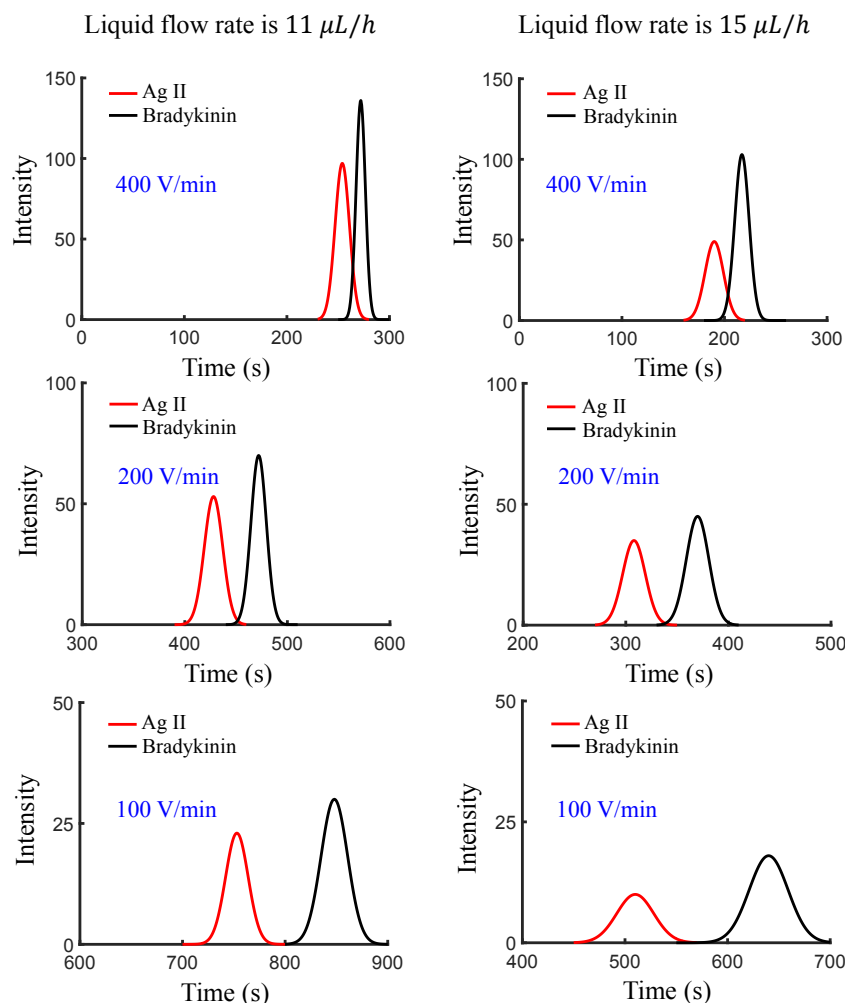 Liquid flow rate is 11 μL/h
Liquid flow rate is 15 μL/h
150
100
50
0
Intensity
Ag II
Bradykinin
400 V/min
0 100 200 300
Time (s)
150
100
50
0
Intensity
Ag II
Bradykinin
400 V/min
0 100 200 300
Time (s)
100
50
0
Intensity
Ag II
Bradykinin
200 V/min
300 400 500 600
Time (s)
100
50
0
Intensity
Ag II
Bradykinin
200 V/min
200 300 400 500
Time (s)
50
25
0
Intensity
Ag II
Bradykinin
100 V/min
600 700 800 900
Time (s)
50
25
0
Intensity
Ag II
Bradykinin
100 V/min
400 500 600 700
Time (s)